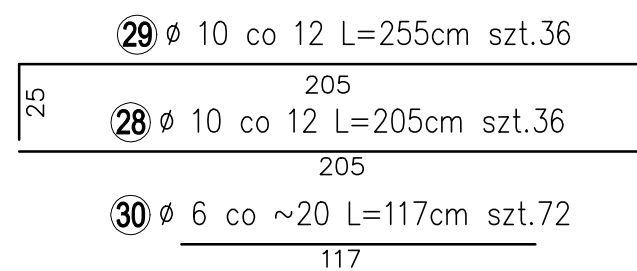 29 ø 10 co 12 L=255cm szt.36
205
25
28 ø 10 co 12 L=205cm szt.36
205
30 ø 6 co ~20 L=117cm szt.72
117